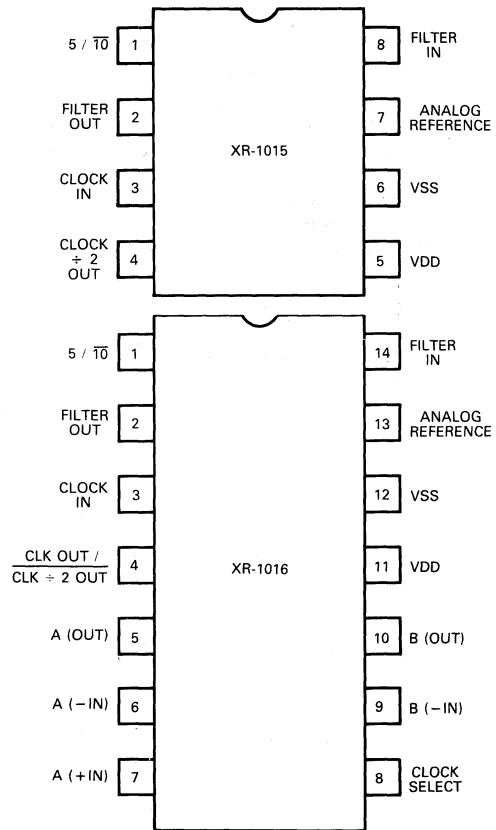 5 / 10
1
8
FILTER
IN
FILTER
OUT
2
7
ANALOG
REFERENCE
XR-1015
CLOCK
IN
3
6
VSS
CLOCK
÷ 2
OUT
4
5
VDD
5 / 10
1
14
FILTER
IN
FILTER
OUT
2
13
ANALOG
REFERENCE
CLOCK
IN
3
12
VSS
CLK OUT /
CLK ÷ 2 OUT
4
XR-1016
11
VDD
A (OUT)
5
10
B (OUT)
A (−IN)
6
9
B (−IN)
A (+IN)
7
8
CLOCK
SELECT